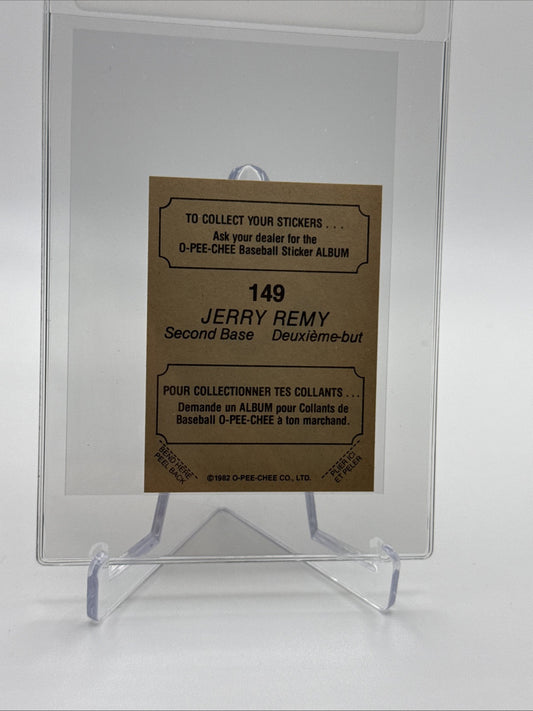 TO COLLECT YOUR STICKERS . . .
Ask your dealer for the
O-PEE-CHEE Baseball Sticker ALBUM
149
JERRY REMY
Second Base Deuxième-but
POUR COLLECTIONNER TES COLLANTS . . .
Demande un ALBUM pour Collants de
Baseball O-PEE-CHEE à ton marchand.
BEND HERE
PEEL BACK
PLIER ICI
ET PELER
©1982 O-PEE-CHEE CO., LTD.